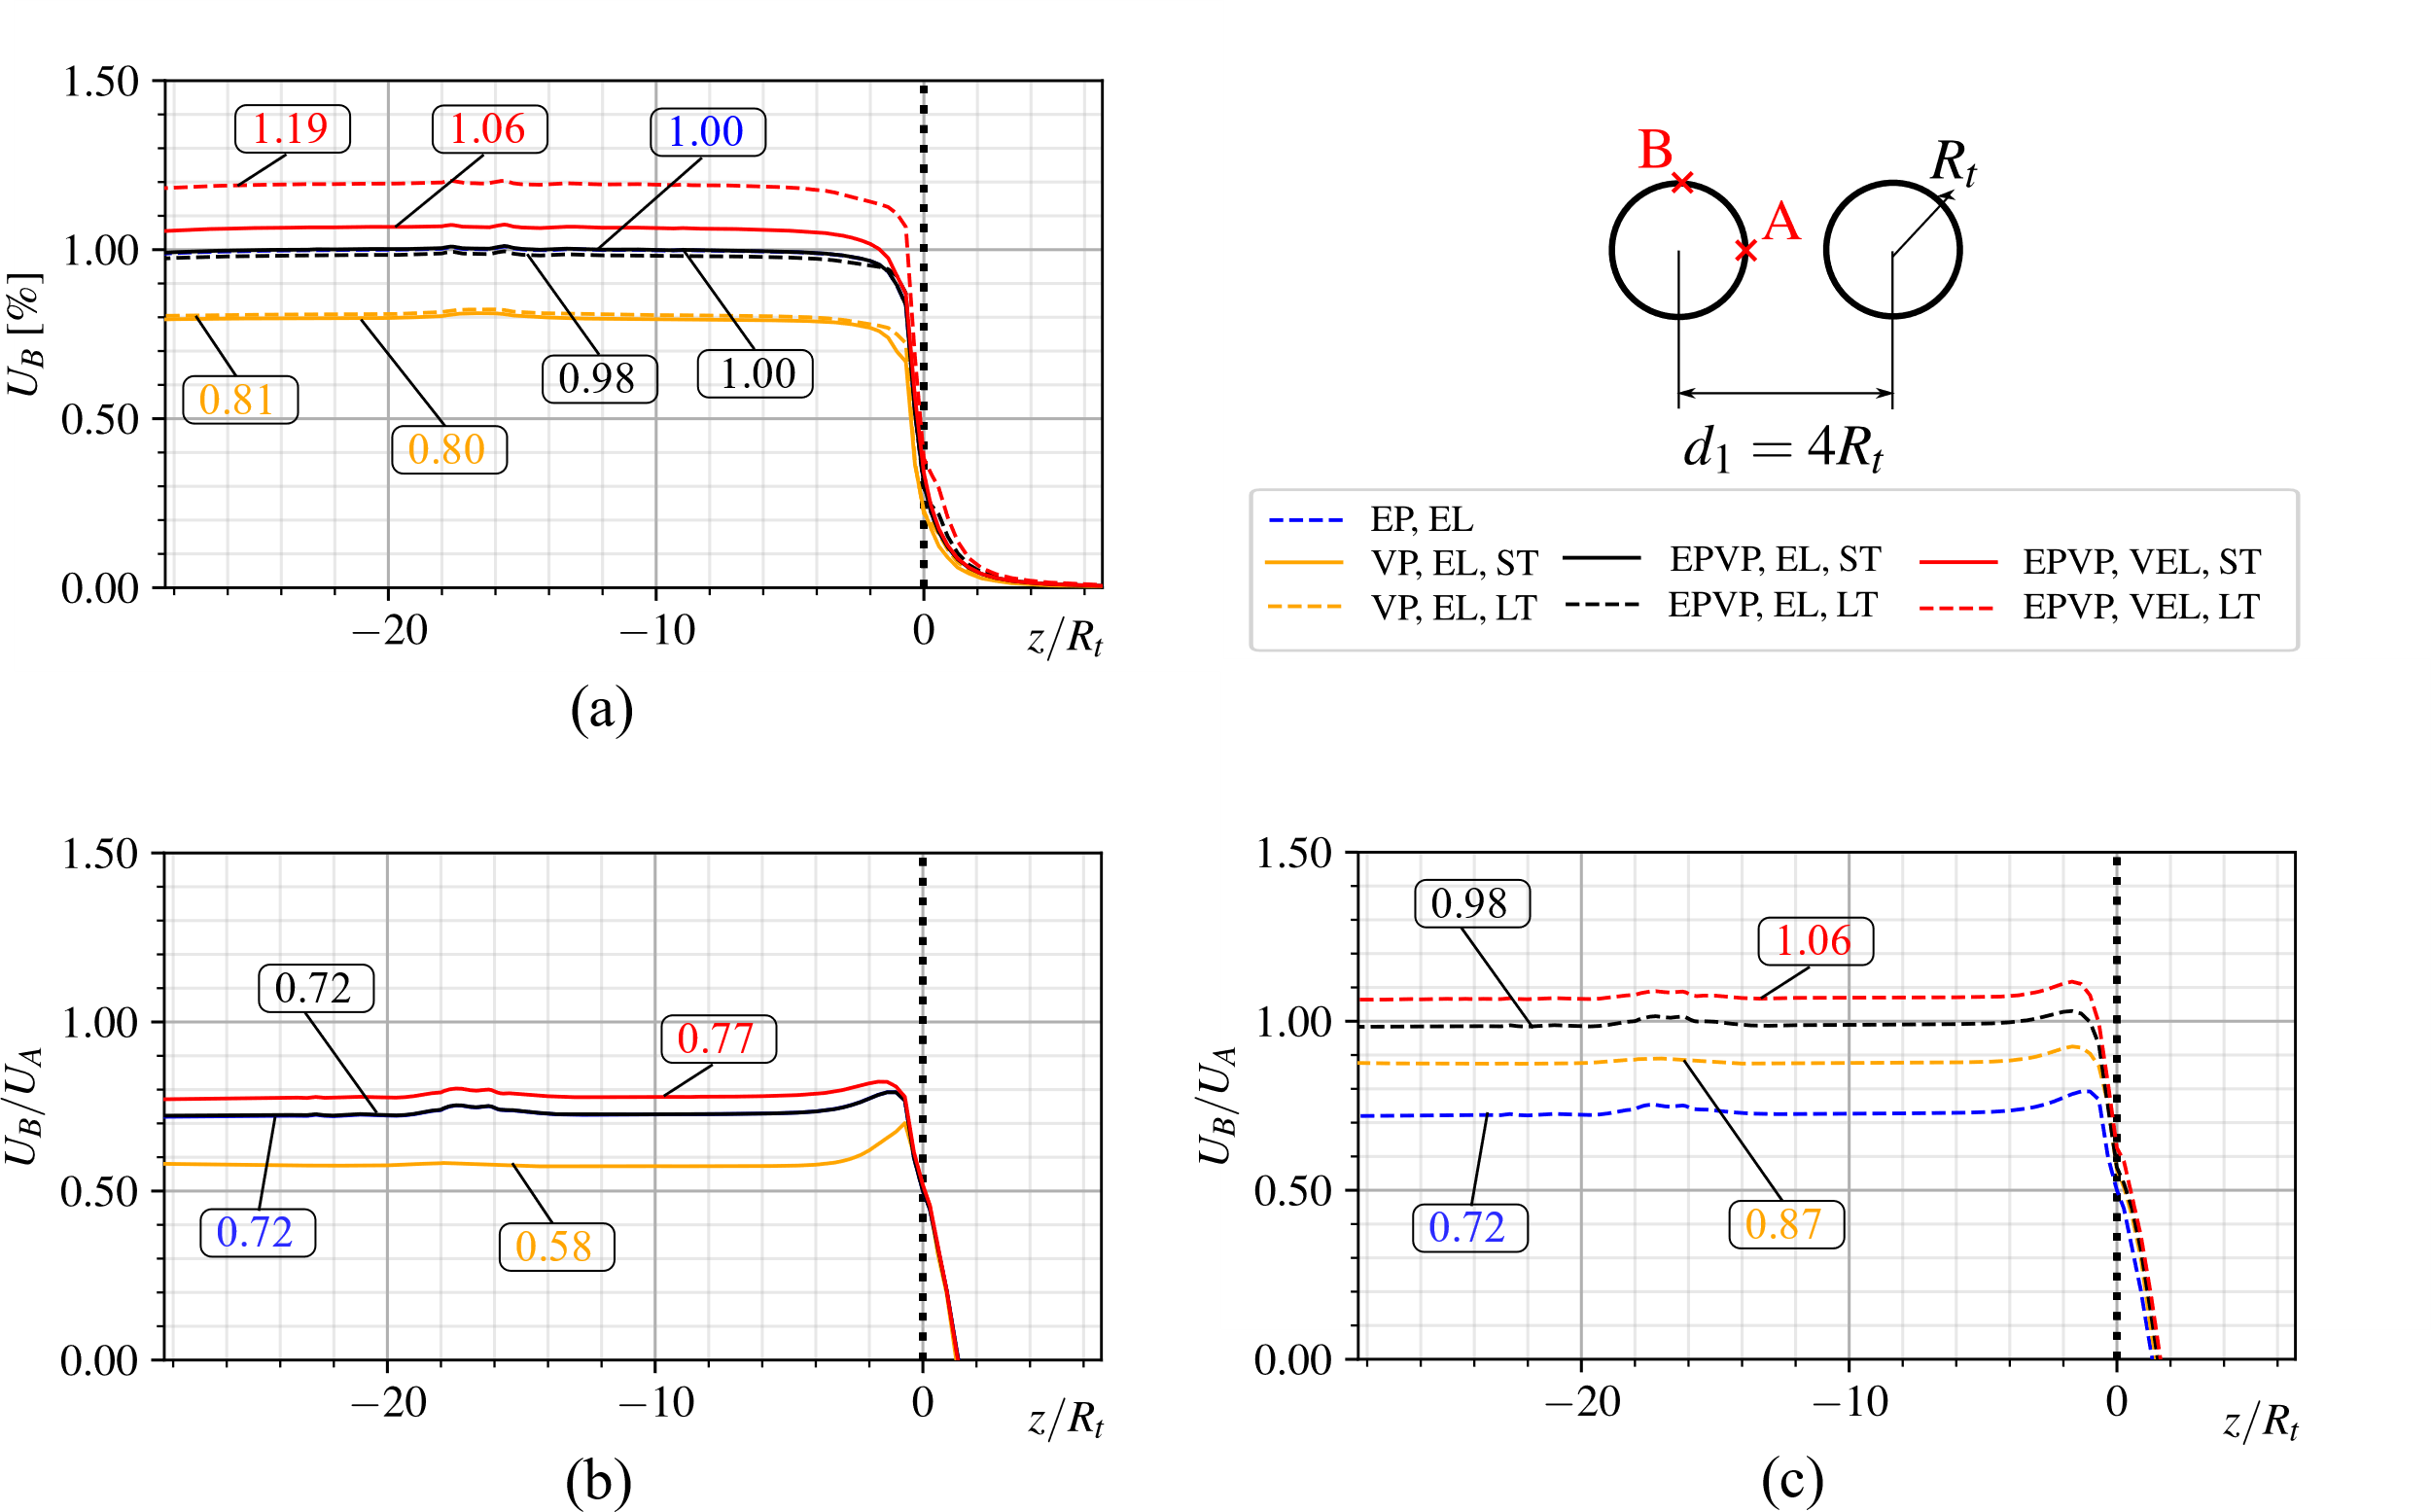 1.50
1.00
0.50
0.00
U_B [%]
1.19
1.06
1.00
0.81
0.80
0.98
1.00
−20
−10
0
z/R_t
(a)
B
A
R_t
d_1 = 4R_t
EP, EL
VP, EL, ST
VP, EL, LT
EPVP, EL, ST
EPVP, EL, LT
EPVP, VEL, ST
EPVP, VEL, LT
1.50
1.00
0.50
0.00
U_B/U_A
0.72
0.77
0.72
0.58
−20
−10
0
z/R_t
(b)
1.50
1.00
0.50
0.00
U_B/U_A
0.98
1.06
0.72
0.87
−20
−10
0
z/R_t
(c)